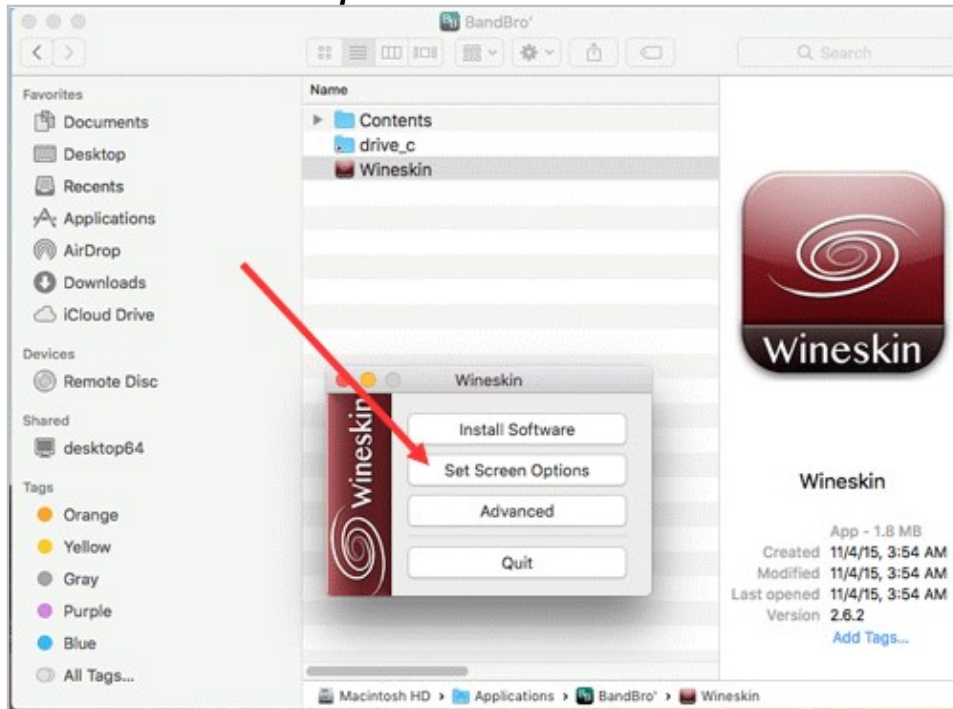 BandBro'
Search
Favorites
Documents
Desktop
Recents
Applications
AirDrop
Downloads
iCloud Drive
Devices
Remote Disc
Shared
desktop64
Tags
Orange
Yellow
Gray
Purple
Blue
All Tags...
Name
Contents
drive_c
Wineskin
Wineskin
Wineskin
Install Software
Set Screen Options
Advanced
Quit
Wineskin
Wineskin
App - 1.8 MB
Created 11/4/15, 3:54 AM
Modified 11/4/15, 3:54 AM
Last opened 11/4/15, 3:54 AM
Version 2.6.2
Add Tags...
Macintosh HD › Applications › BandBro' › Wineskin